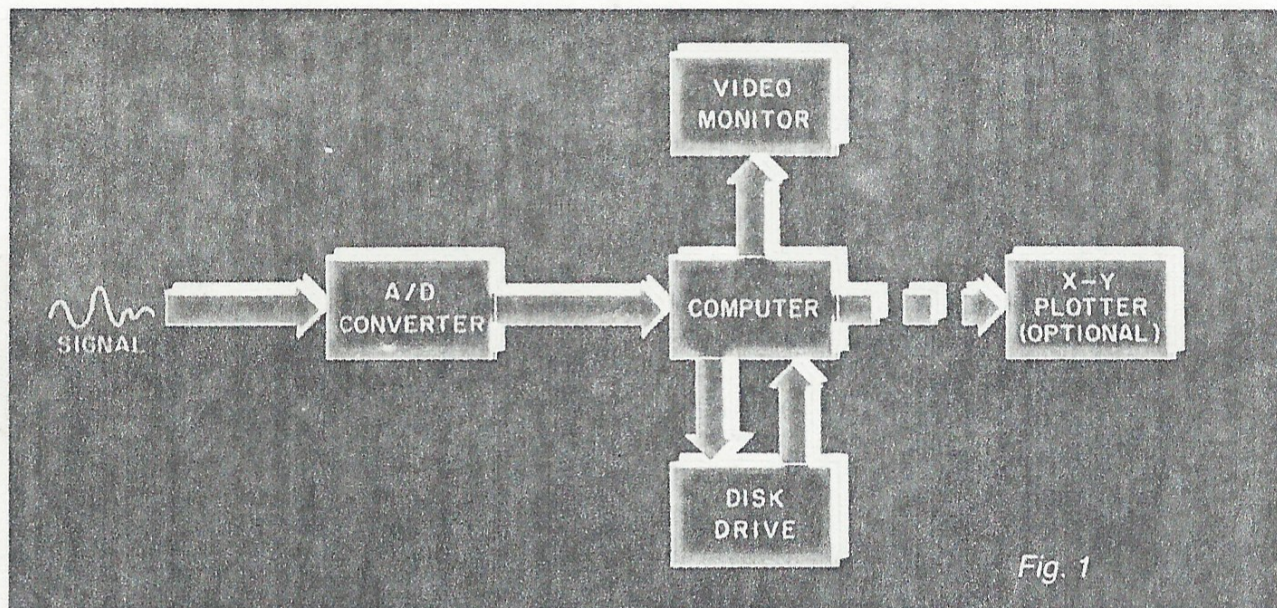 VIDEO
MONITOR
SIGNAL
A/D
CONVERTER
COMPUTER
X-Y
PLOTTER
(OPTIONAL)
DISK
DRIVE
Fig. 1